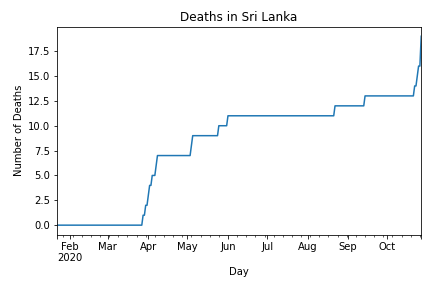 Deaths in Sri Lanka
Number of Deaths
17.5
15.0
12.5
10.0
7.5
5.0
2.5
0.0
Feb Mar Apr May Jun Jul Aug Sep Oct
2020
Day